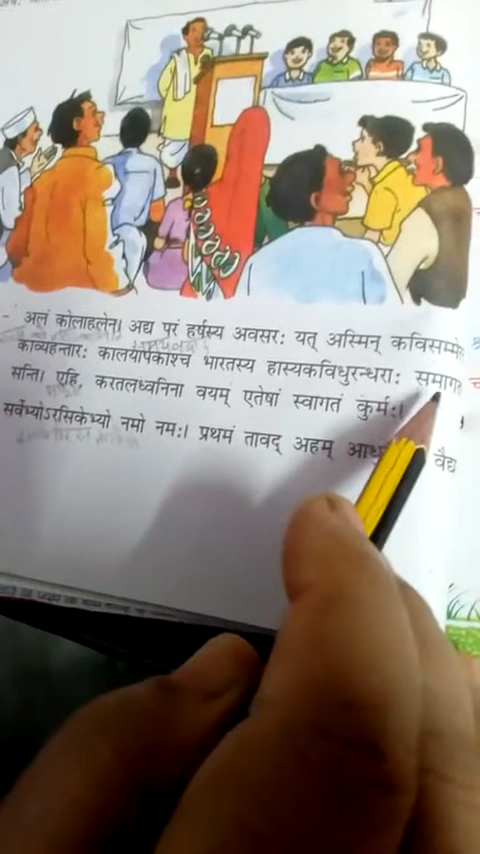 - अलं कोलाहलेन। अद्य परं हर्षस्य अवसरः यत् अस्मिन् कविसम्मे
काव्यहन्तारः कालयापकाश्च भारतस्य हास्यकविधुरन्धराः समागत
सन्ति। एहि, करतलध्वनिना वयम् एतेषां स्वागतं कुर्मः।
सर्वेभ्योऽरसिकेभ्यो नमो नमः। प्रथमं तावद् अहम् वैद्य